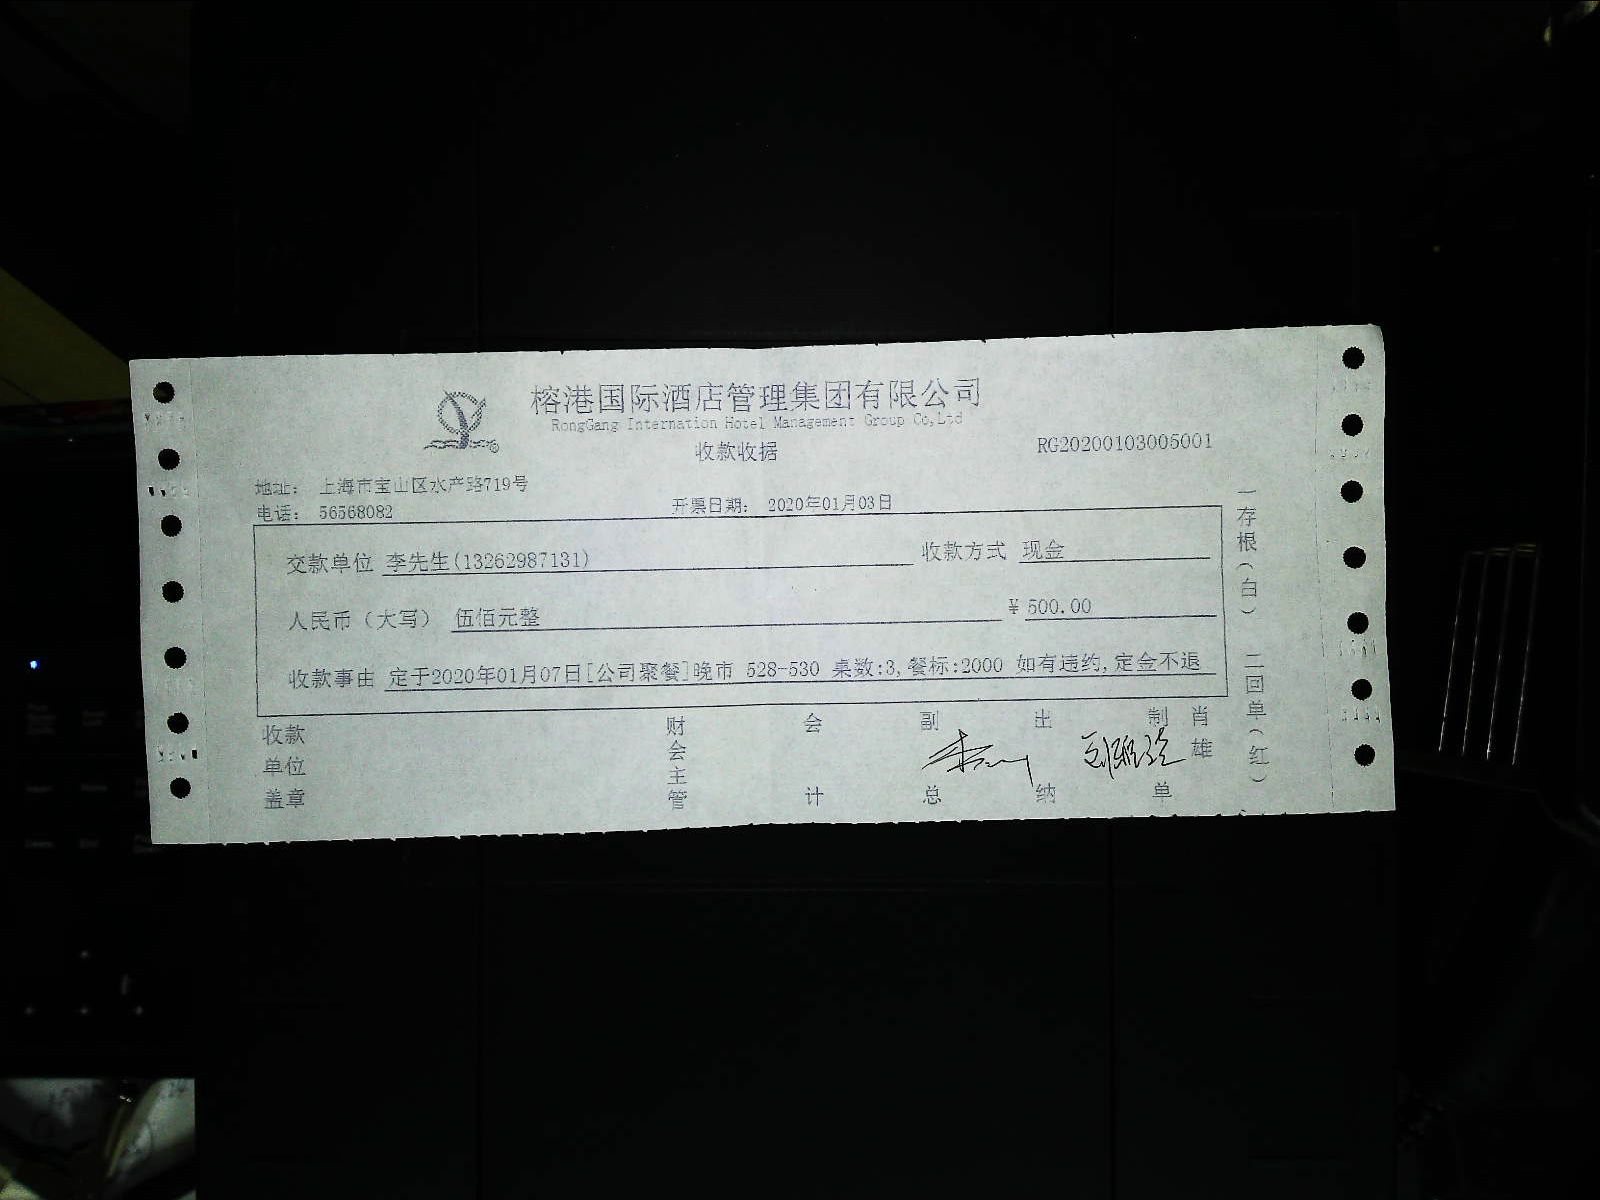 榕港国际酒店管理集团有限公司
RongGang Internation Hotel Management Group Co,Ltd
收款收据
RG20200103005001
地址： 上海市宝山区水产路719号
电话： 56568082
开票日期： 2020年01月03日
交款单位 李先生(13262987131) 收款方式 现金
人民币（大写） 伍佰元整 ¥ 500.00
收款事由 定于2020年01月07日[公司聚餐]晚市 528-530 桌数:3,餐标:2000 如有违约,定金不退
收款单位盖章
财会主管
会计
副总
出纳
制单
肖雄
一存根（白） 二回单（红）